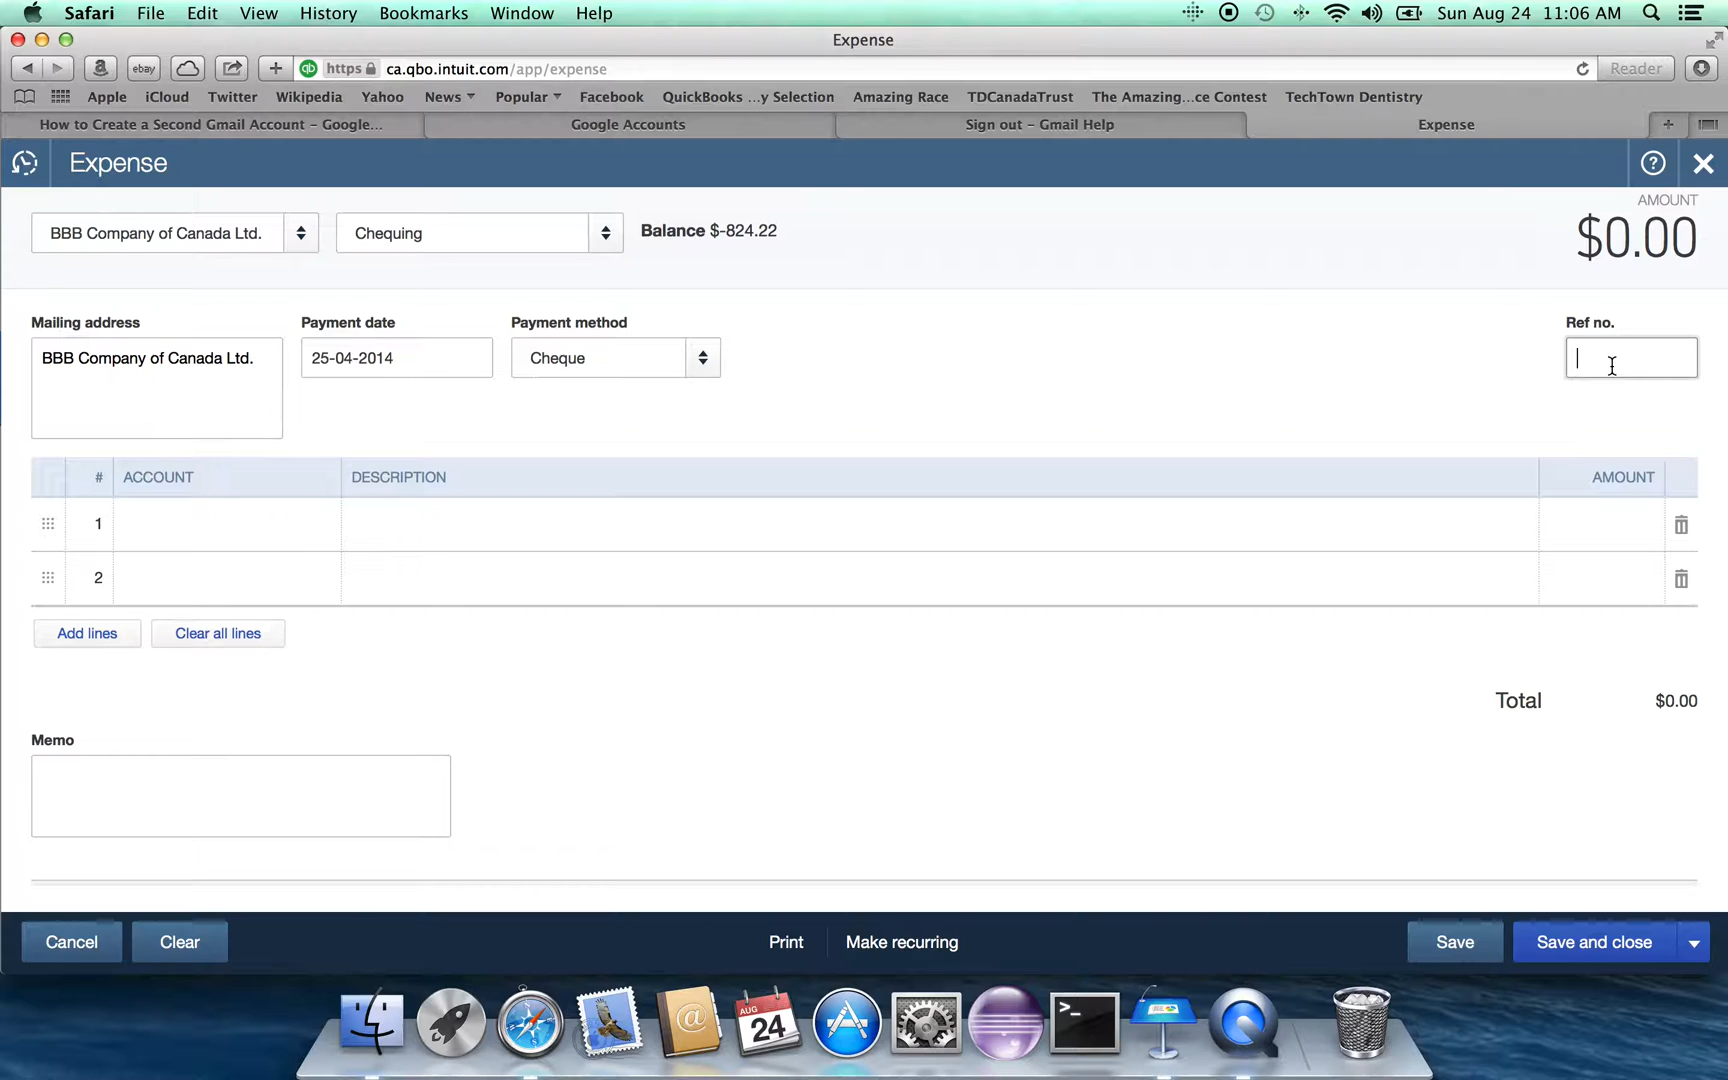 Safari File Edit View History Bookmarks Window Help Sun Aug 24 11:06 AM
Expense
ebay https ca.qbo.intuit.com/app/expense Reader
Apple iCloud Twitter Wikipedia Yahoo News Popular Facebook QuickBooks ...y Selection Amazing Race TDCanadaTrust The Amazing...ce Contest TechTown Dentistry
How to Create a Second Gmail Account – Google... Google Accounts Sign out – Gmail Help Expense
Expense
AMOUNT
BBB Company of Canada Ltd. Chequing Balance $-824.22 $0.00
Mailing address Payment date Payment method Ref no.
BBB Company of Canada Ltd. 25-04-2014 Cheque
# ACCOUNT DESCRIPTION AMOUNT
1
2
Add lines Clear all lines
Total $0.00
Memo
Cancel Clear Print Make recurring Save Save and close
AUG
24